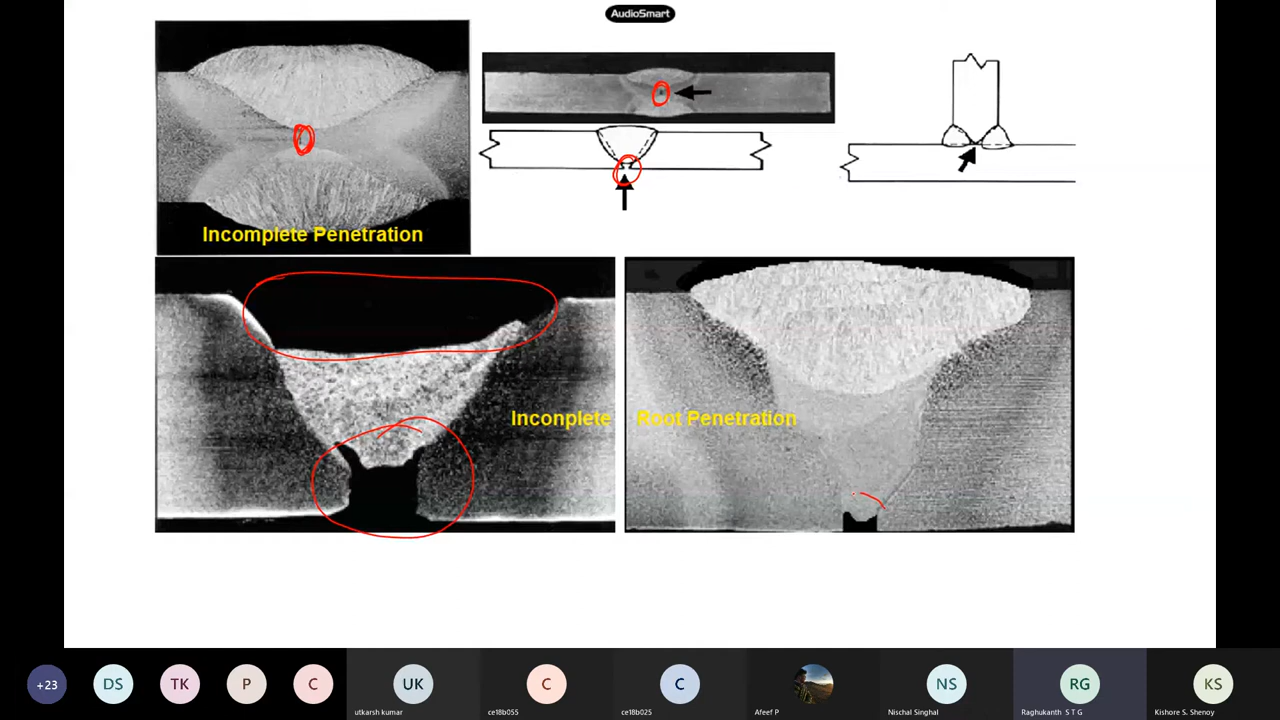 AudioSmart
Incomplete Penetration
Inconplete Root Penetration
+23
DS
TK
P
C
UK
C
C
NS
RG
KS
utkarsh kumar
ce18b055
ce18b025
Afeef P
Nischal Singhal
Raghukanth S T G
Kishore S. Shenoy